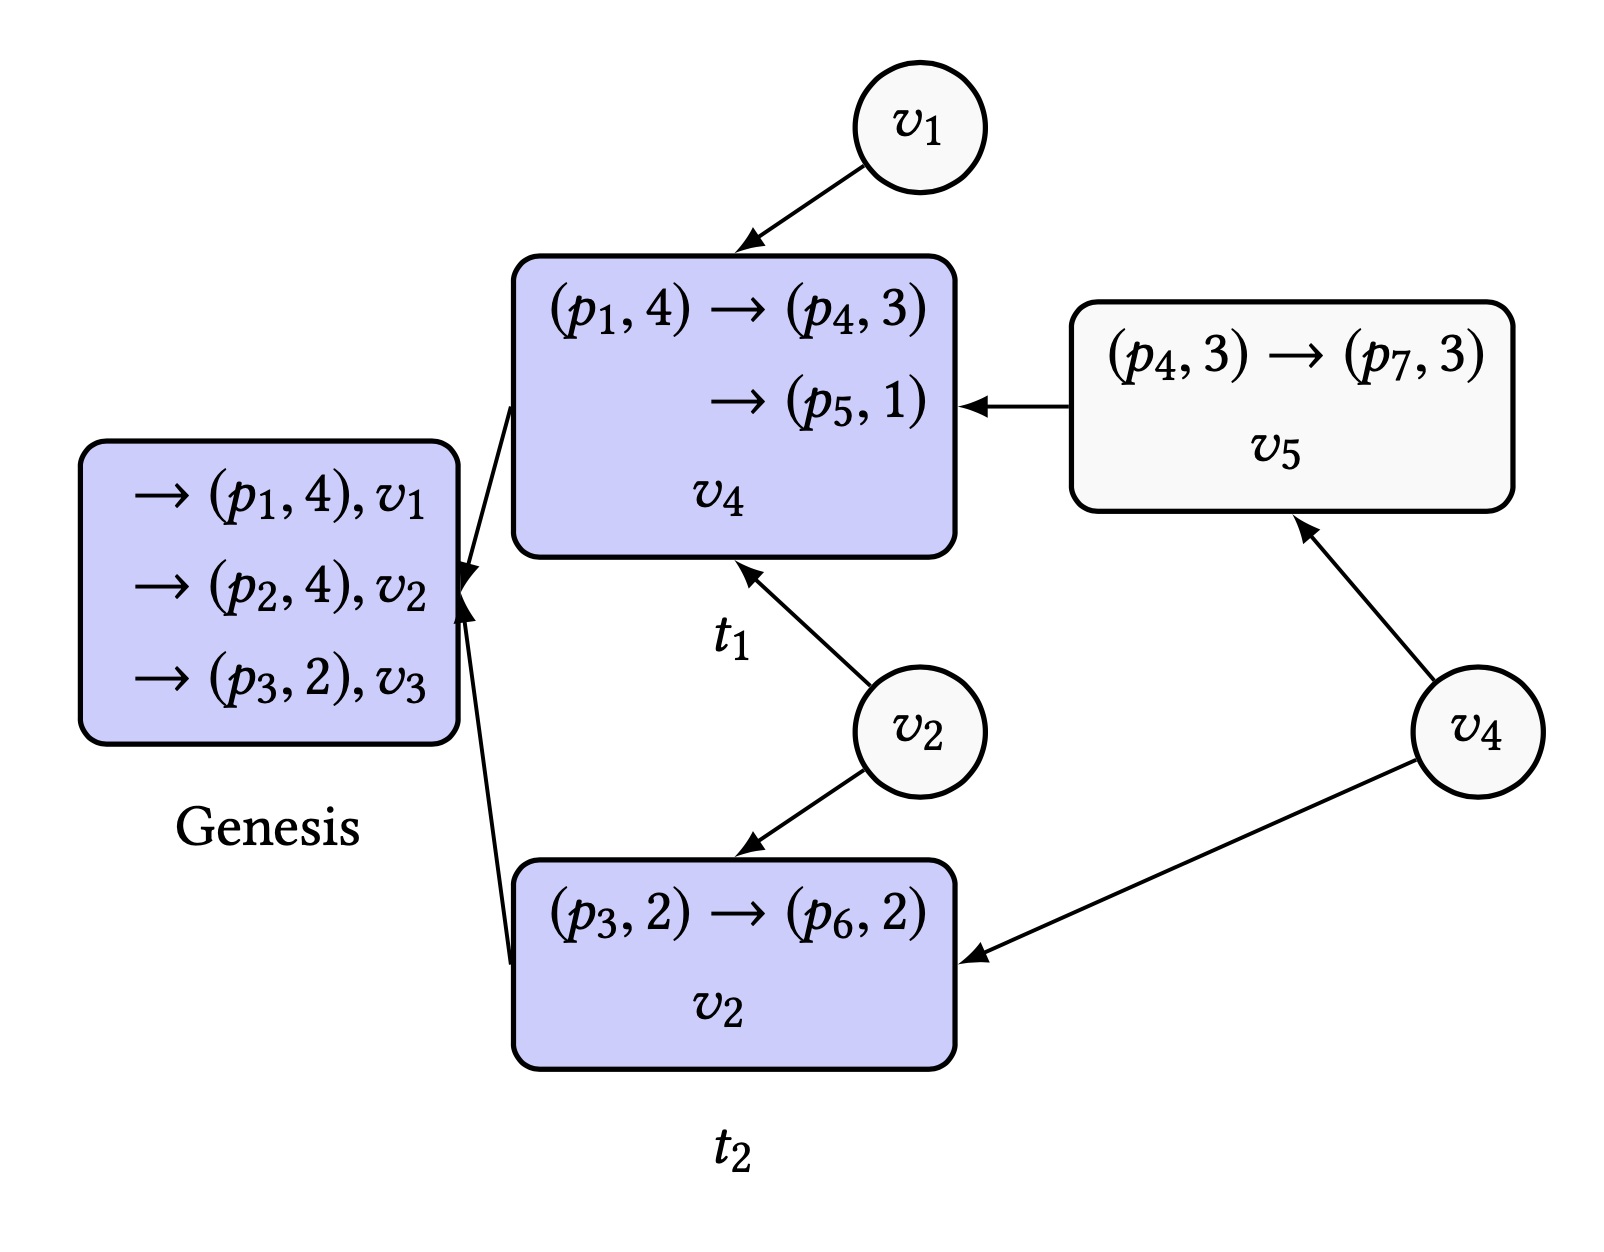 v₁
(p₁, 4) → (p₄, 3)
→ (p₅, 1)
v₄
(p₄, 3) → (p₇, 3)
v₅
→ (p₁, 4), v₁
→ (p₂, 4), v₂
→ (p₃, 2), v₃
Genesis
t₁
v₂
v₄
(p₃, 2) → (p₆, 2)
v₂
t₂